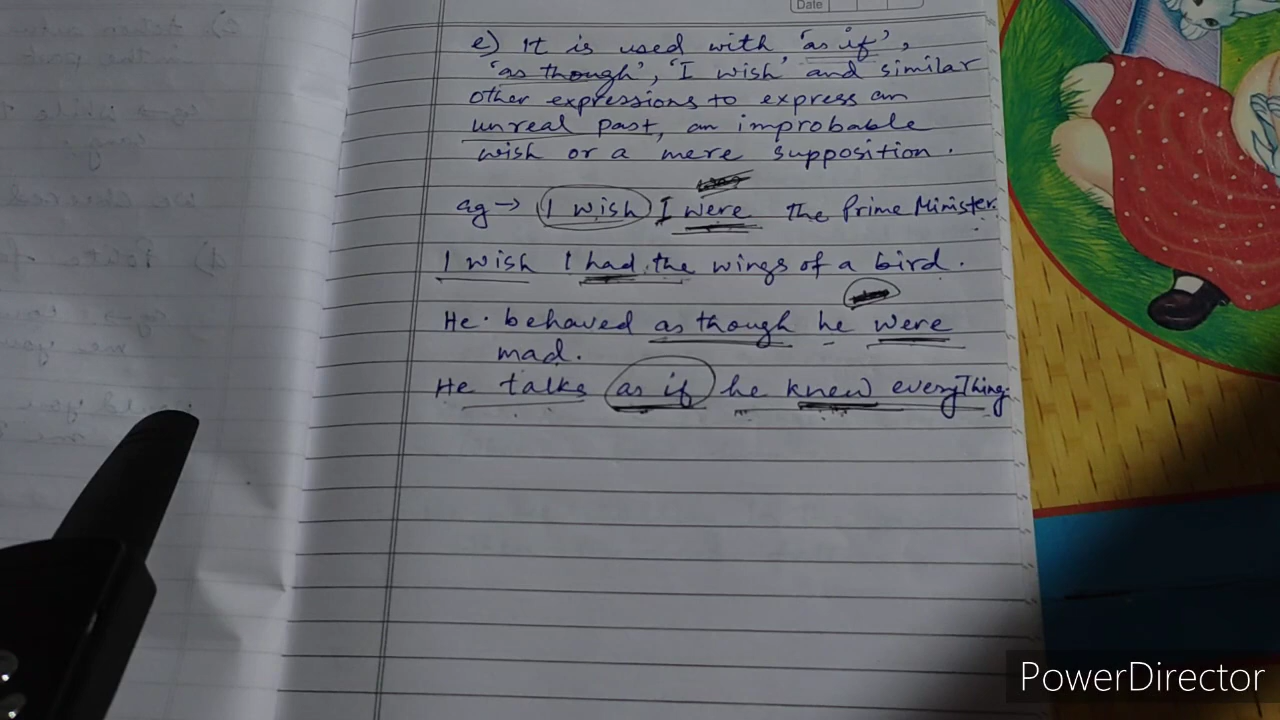 Date
e) It is used with 'as if',
'as though', 'I wish' and similar
other expressions to express an
unreal past, an improbable
wish or a mere supposition.
eg → I wish I were the Prime Minister.
I wish I had the wings of a bird.
He behaved as though he were
mad.
He talks as if he knew everything.
PowerDirector